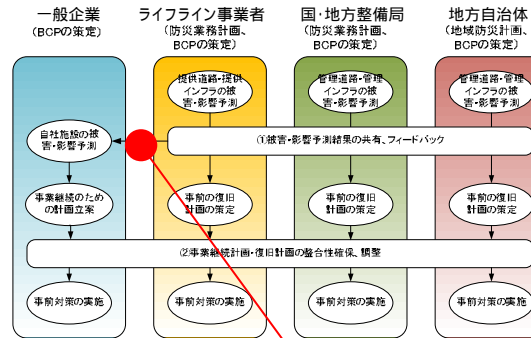 一般企業
(BCPの策定)
ライフライン事業者
(防災業務計画、
BCPの策定)
国・地方整備局
(防災業務計画、
BCPの策定)
地方自治体
(地域防災計画、
BCPの策定)
提供道路・提供
インフラの被
害・影響予測
管理道路・管理
インフラの被
害・影響予測
管理道路・管理
インフラの被
害・影響予測
自社施設の被
害・影響予測
①被害・影響予測結果の共有、フィードバック
事業継続のため
の計画立案
事前の復旧
計画の策定
事前の復旧
計画の策定
事前の復旧
計画の策定
②事業継続計画・復旧計画の整合性確保、調整
事前対策の実施
事前対策の実施
事前対策の実施
事前対策の実施